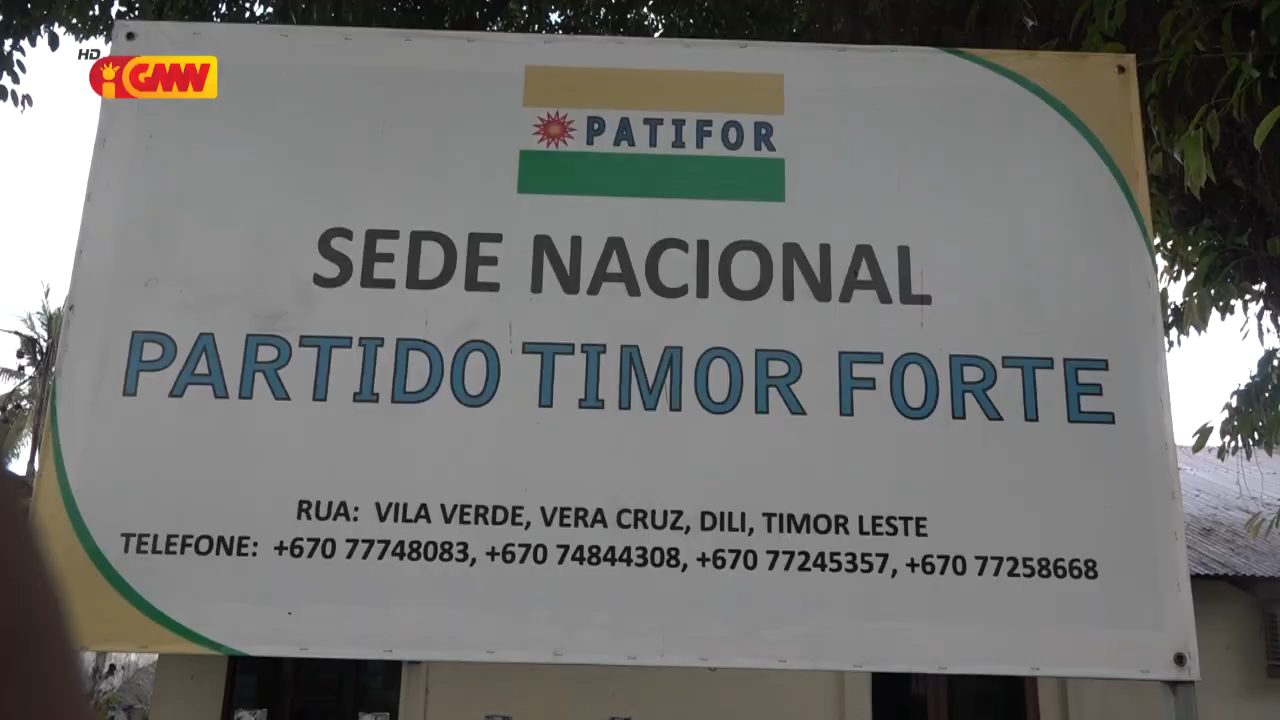 HD
GMN
PATIFOR
SEDE NACIONAL
PARTIDO TIMOR FORTE
RUA: VILA VERDE, VERA CRUZ, DILI, TIMOR LESTE
TELEFONE: +670 77748083, +670 74844308, +670 77245357, +670 77258668